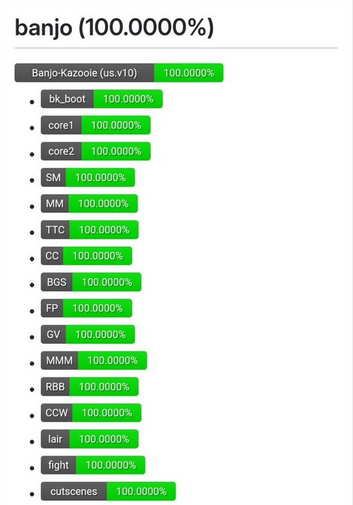 banjo (100.0000%)
Banjo-Kazooie (us.v10) 100.0000%
bk_boot 100.0000%
core1 100.0000%
core2 100.0000%
SM 100.0000%
MM 100.0000%
TTC 100.0000%
CC 100.0000%
BGS 100.0000%
FP 100.0000%
GV 100.0000%
MMM 100.0000%
RBB 100.0000%
CCW 100.0000%
lair 100.0000%
fight 100.0000%
cutscenes 100.0000%